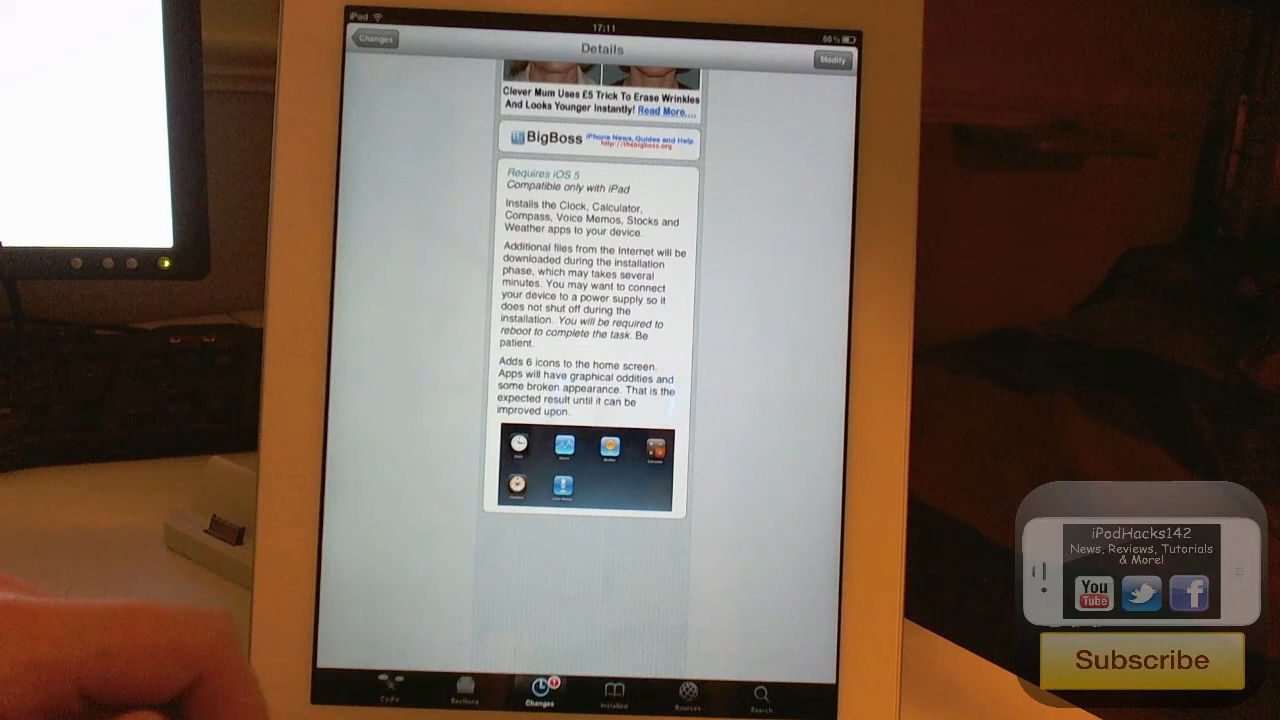 iPad
17:11
66%
Changes
Details
Modify
Clever Mum Uses £5 Trick To Erase Wrinkles
And Looks Younger Instantly! Read More....
BigBoss
iPhone News, Guides and Help
http://thebigboss.org
Requires iOS 5
Compatible only with iPad
Installs the Clock, Calculator,
Compass, Voice Memos, Stocks and
Weather apps to your device.
Additional files from the Internet will be
downloaded during the installation
phase, which may takes several
minutes. You may want to connect
your device to a power supply so it
does not shut off during the
installation. You will be required to
reboot to complete the task. Be
patient.
Adds 6 icons to the home screen.
Apps will have graphical oddities and
some broken appearance. That is the
expected result until it can be
improved upon.
Cydia
Sections
Changes
Installed
Sources
Search
iPodHacks142
News, Reviews, Tutorials
& More!
You
Tube
Subscribe